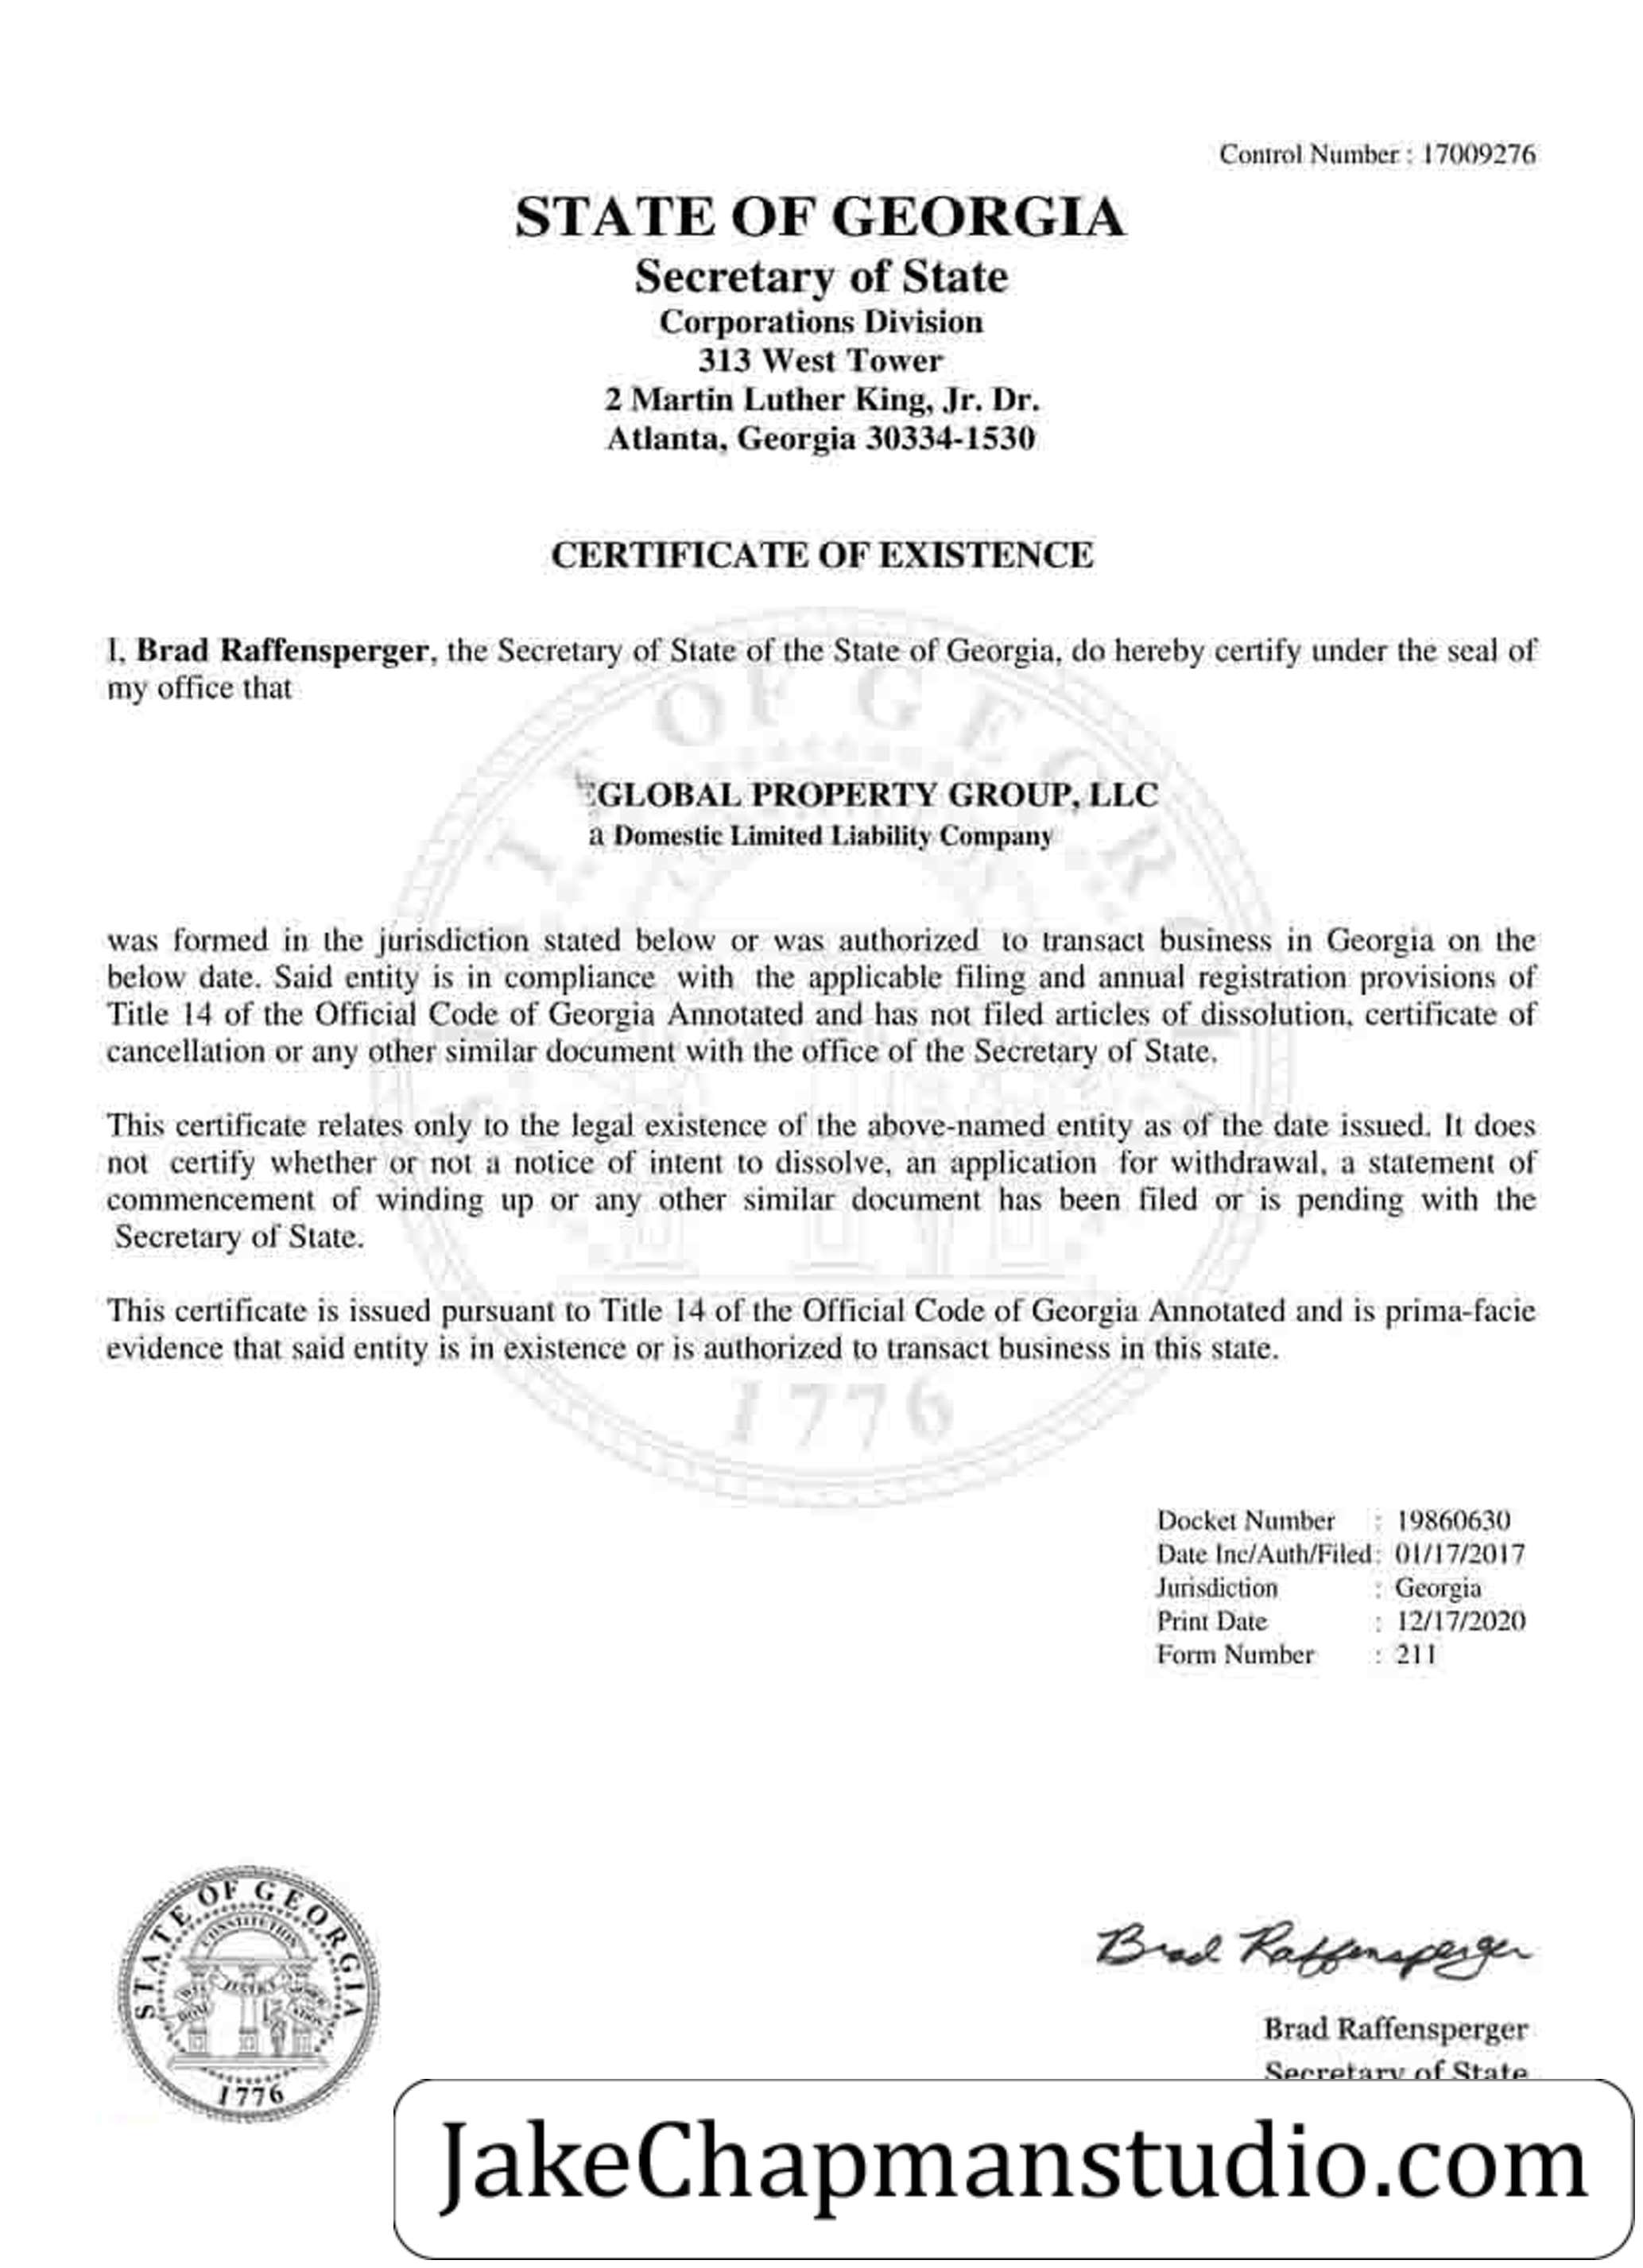 Control Number : 17009276
STATE OF GEORGIA
Secretary of State
Corporations Division
313 West Tower
2 Martin Luther King, Jr. Dr.
Atlanta, Georgia 30334-1530
CERTIFICATE OF EXISTENCE
I, Brad Raffensperger, the Secretary of State of the State of Georgia, do hereby certify under the seal of
my office that
GLOBAL PROPERTY GROUP, LLC
a Domestic Limited Liability Company
was formed in the jurisdiction stated below or was authorized to transact business in Georgia on the
below date. Said entity is in compliance with the applicable filing and annual registration provisions of
Title 14 of the Official Code of Georgia Annotated and has not filed articles of dissolution, certificate of
cancellation or any other similar document with the office of the Secretary of State.
This certificate relates only to the legal existence of the above-named entity as of the date issued. It does
not certify whether or not a notice of intent to dissolve, an application for withdrawal, a statement of
commencement of winding up or any other similar document has been filed or is pending with the
Secretary of State.
This certificate is issued pursuant to Title 14 of the Official Code of Georgia Annotated and is prima-facie
evidence that said entity is in existence or is authorized to transact business in this state.
1776
Docket Number : 19860630
Date Inc/Auth/Filed: 01/17/2017
Jurisdiction : Georgia
Print Date : 12/17/2020
Form Number : 211
STATE OF GEORGIA
CONSTITUTION
1776
Brad Raffensperger
Brad Raffensperger
Secretary of State
JakeChapmanstudio.com